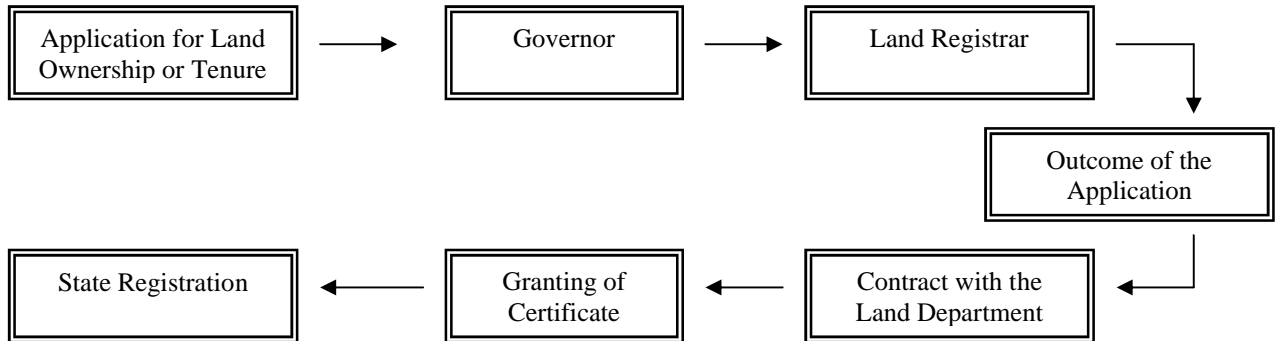 Application for Land
Ownership or Tenure
Governor
Land Registrar
Outcome of the
Application
Contract with the
Land Department
Granting of
Certificate
State Registration